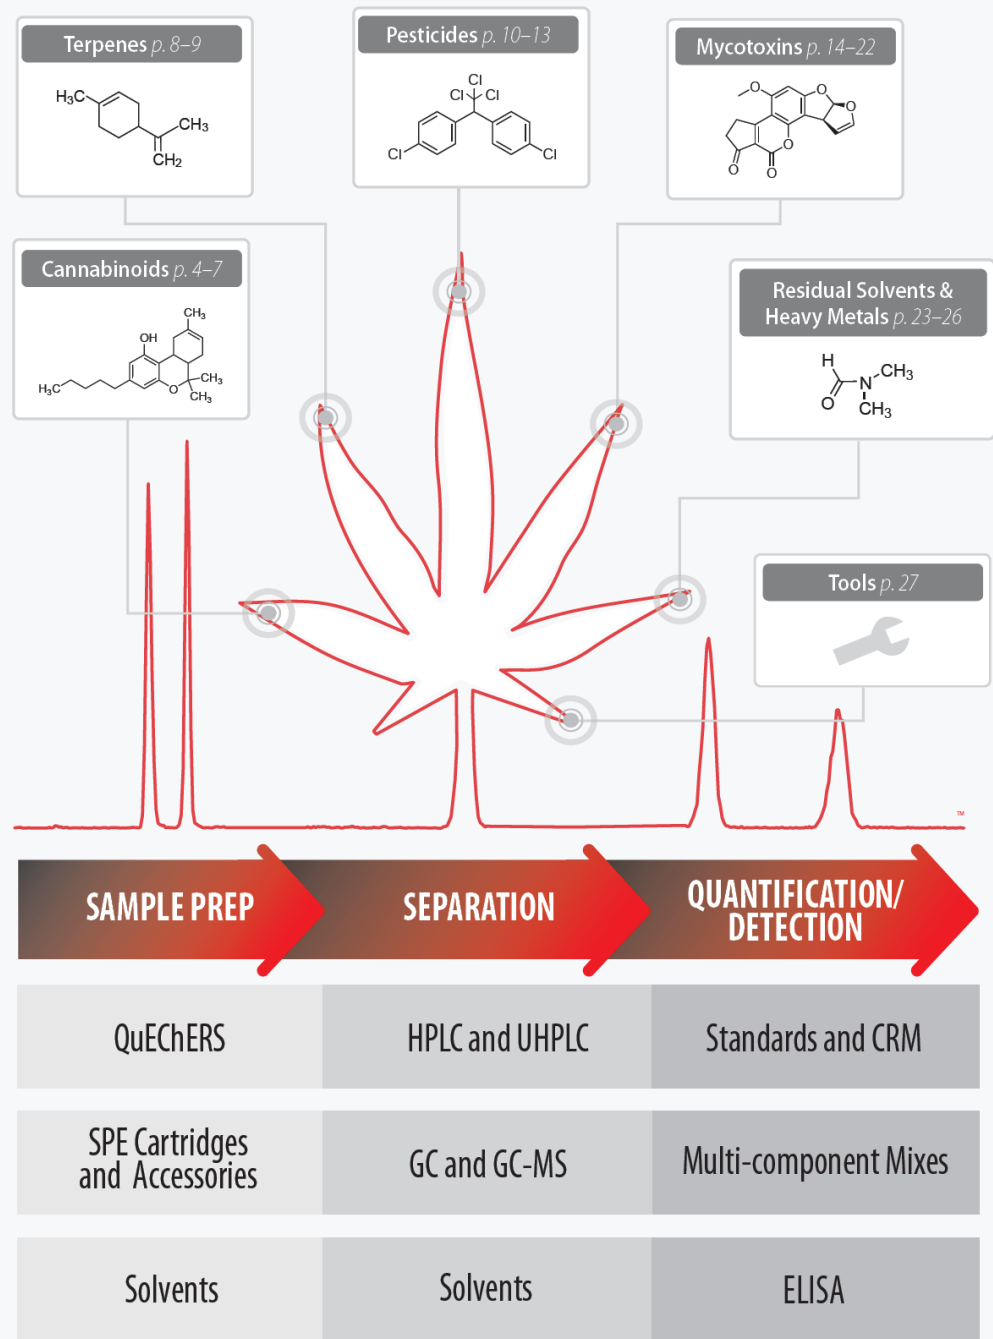 Terpenes p. 8–9
H₃C
CH₃
CH₂
Pesticides p. 10–13
Cl
Cl
Cl
Cl
Cl
Mycotoxins p. 14–22
O
O
O
O
O
O
Cannabinoids p. 4–7
CH₃
OH
H₃C
O
CH₃
CH₃
Residual Solvents &
Heavy Metals p. 23–26
H
O
N
CH₃
CH₃
Tools p. 27
™
SAMPLE PREP
SEPARATION
QUANTIFICATION/
DETECTION
QuEChERS
HPLC and UHPLC
Standards and CRM
SPE Cartridges
and Accessories
GC and GC-MS
Multi-component Mixes
Solvents
Solvents
ELISA